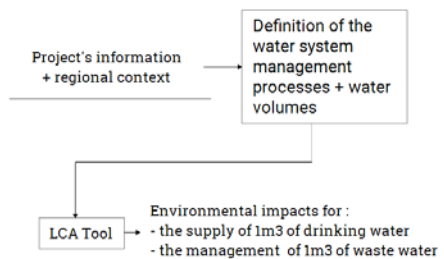 Project's information
+ regional context
Definition of the
water system
management
processes + water
volumes
LCA Tool
Environmental impacts for :
- the supply of 1m3 of drinking water
- the management of 1m3 of waste water